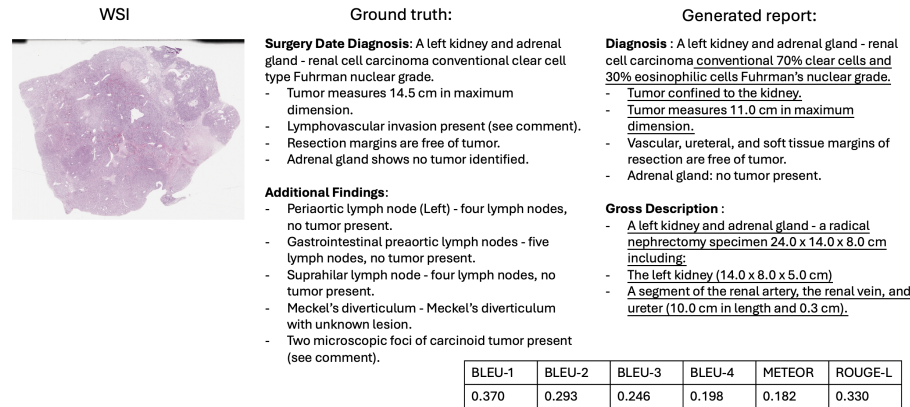 WSI
Ground truth:
Surgery Date Diagnosis: A left kidney and adrenal
gland - renal cell carcinoma conventional clear cell
type Fuhrman nuclear grade.
- Tumor measures 14.5 cm in maximum
dimension.
- Lymphovascular invasion present (see comment).
- Resection margins are free of tumor.
- Adrenal gland shows no tumor identified.
Additional Findings:
- Periaortic lymph node (Left) - four lymph nodes,
no tumor present.
- Gastrointestinal preaortic lymph nodes - five
lymph nodes, no tumor present.
- Suprahilar lymph node - four lymph nodes, no
tumor present.
- Meckel's diverticulum - Meckel's diverticulum
with unknown lesion.
- Two microscopic foci of carcinoid tumor present
(see comment).
Generated report:
Diagnosis : A left kidney and adrenal gland - renal
cell carcinoma conventional 70% clear cells and
30% eosinophilic cells Fuhrman's nuclear grade.
- Tumor confined to the kidney.
- Tumor measures 11.0 cm in maximum
dimension.
- Vascular, ureteral, and soft tissue margins of
resection are free of tumor.
- Adrenal gland: no tumor present.
Gross Description :
- A left kidney and adrenal gland - a radical
nephrectomy specimen 24.0 x 14.0 x 8.0 cm
including:
- The left kidney (14.0 x 8.0 x 5.0 cm)
- A segment of the renal artery, the renal vein, and
ureter (10.0 cm in length and 0.3 cm).
BLEU-1 BLEU-2 BLEU-3 BLEU-4 METEOR ROUGE-L
0.370 0.293 0.246 0.198 0.182 0.330